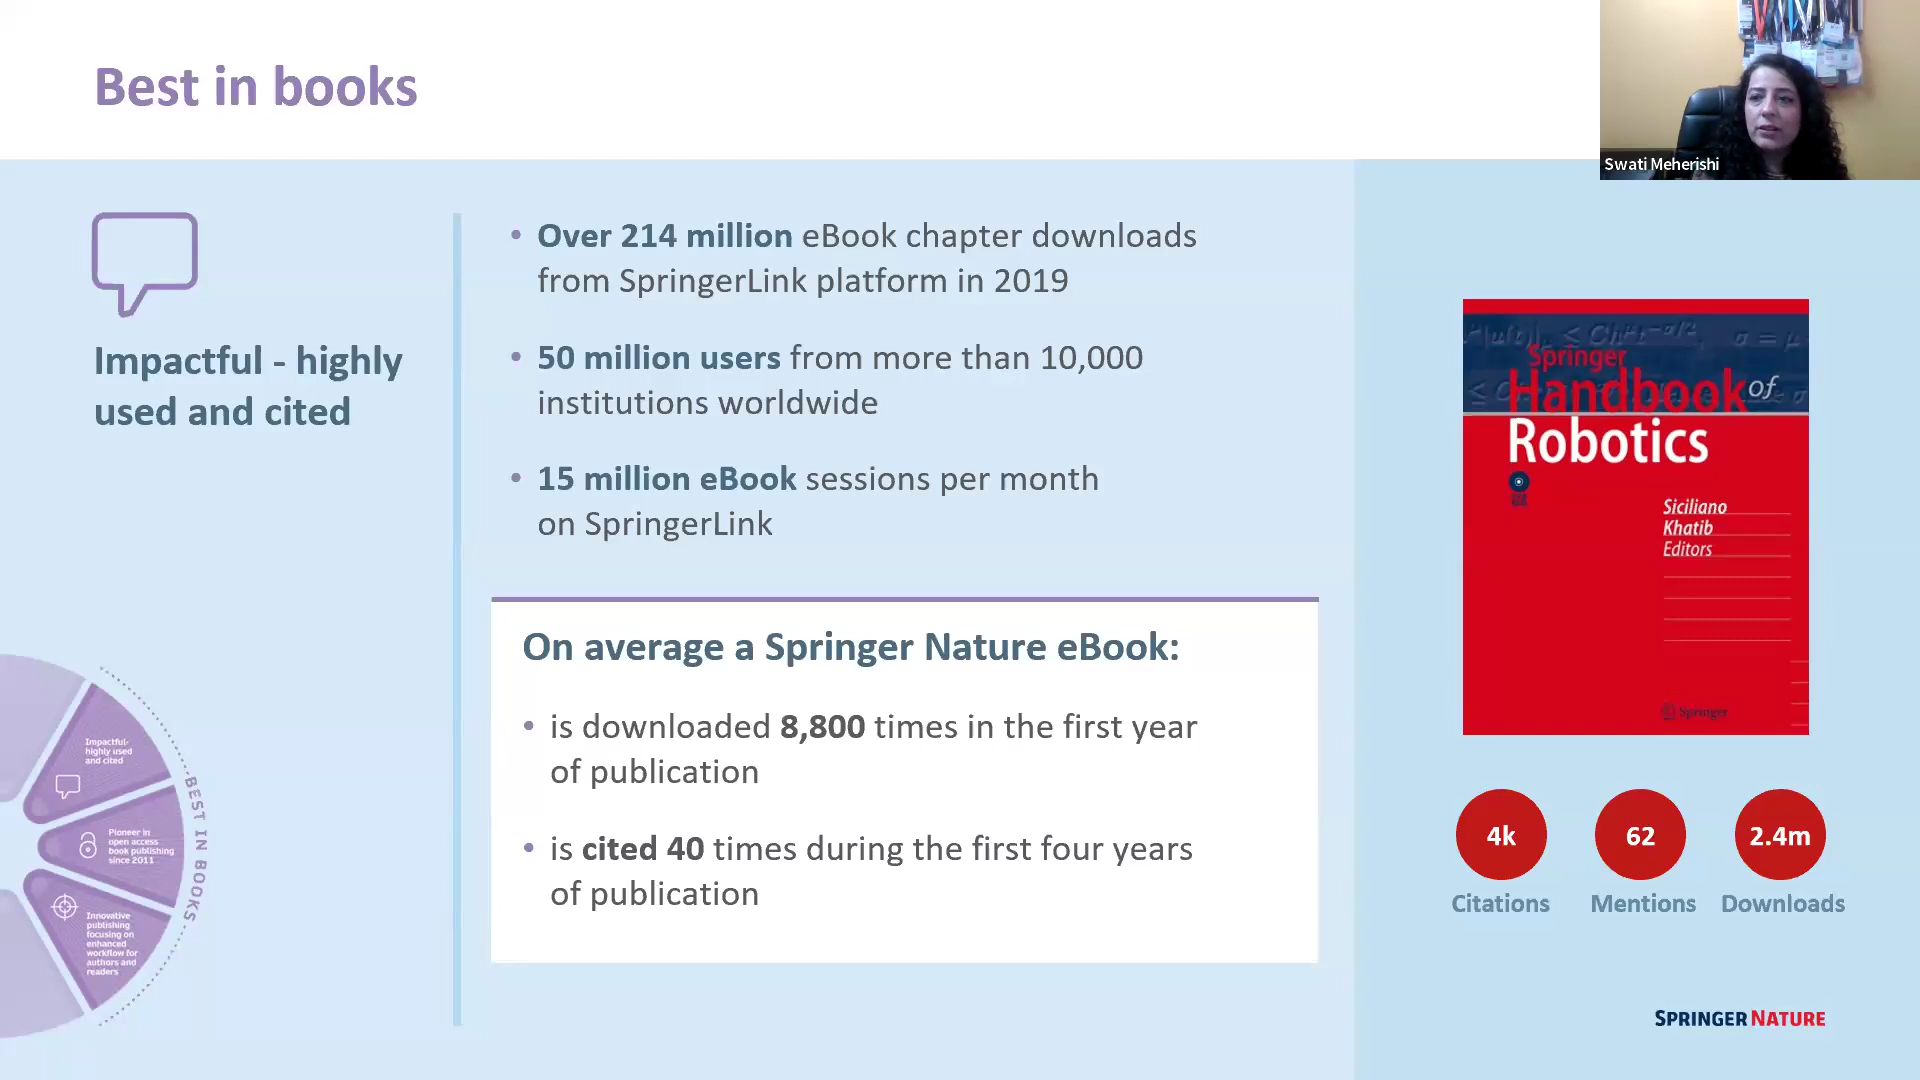 Best in books
Swati Meherishi
Impactful - highly
used and cited
• Over 214 million eBook chapter downloads
from SpringerLink platform in 2019
• 50 million users from more than 10,000
institutions worldwide
• 15 million eBook sessions per month
on SpringerLink
On average a Springer Nature eBook:
• is downloaded 8,800 times in the first year
of publication
• is cited 40 times during the first four years
of publication
Springer
Handbook of
Robotics
Siciliano
Khatib
Editors
Springer
4k
62
2.4m
Citations
Mentions
Downloads
Impactful-
highly used
and cited
Pioneer in
open access
book publishing
since 2011
Innovative
publishing
focusing on
enhanced
workflow for
authors and
readers
BEST IN BOOKS
SPRINGER NATURE